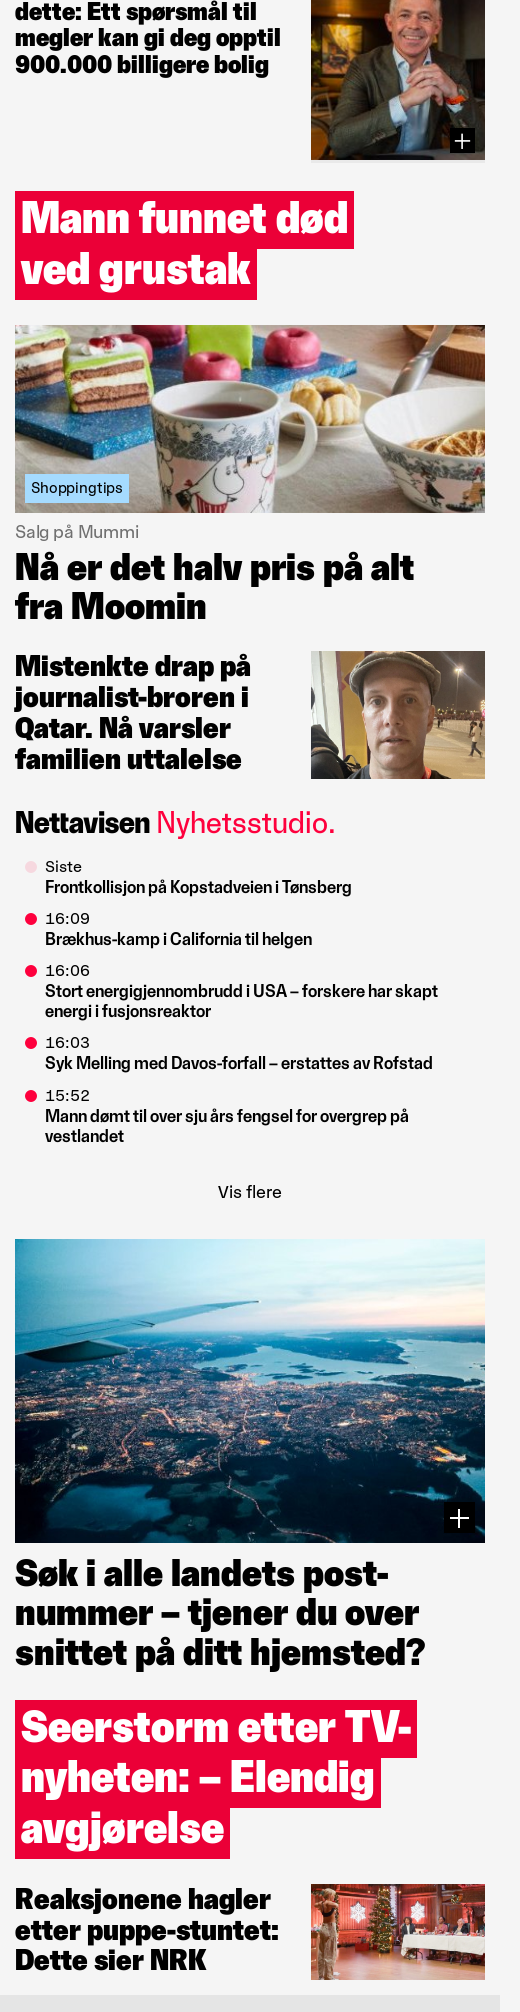 dette: Ett spørsmål til
megler kan gi deg opptil
900.000 billigere bolig
Mann funnet død
ved grustak
Shoppingtips
Salg på Mummi
Nå er det halv pris på alt
fra Moomin
Mistenkte drap på
journalist-broren i
Qatar. Nå varsler
familien uttalelse
Nettavisen Nyhetsstudio.
Siste
Frontkollisjon på Kopstadveien i Tønsberg
16:09
Brækhus-kamp i California til helgen
16:06
Stort energigjennombrudd i USA – forskere har skapt
energi i fusjonsreaktor
16:03
Syk Melling med Davos-forfall – erstattes av Rofstad
15:52
Mann dømt til over sju års fengsel for overgrep på
vestlandet
Vis flere
Søk i alle landets post-
nummer – tjener du over
snittet på ditt hjemsted?
Seerstorm etter TV-
nyheten: – Elendig
avgjørelse
Reaksjonene hagler
etter puppe-stuntet:
Dette sier NRK